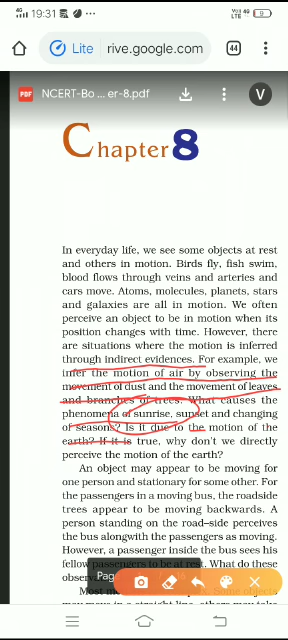 4G 19:31
Lite rive.google.com 44
PDF NCERT-Bo ... er-8.pdf V
Chapter 8
In everyday life, we see some objects at rest
and others in motion. Birds fly, fish swim,
blood flows through veins and arteries and
cars move. Atoms, molecules, planets, stars
and galaxies are all in motion. We often
perceive an object to be in motion when its
position changes with time. However, there
are situations where the motion is inferred
through indirect evidences. For example, we
infer the motion of air by observing the
movement of dust and the movement of leaves
and branches of trees. What causes the
phenomena of sunrise, sunset and changing
of seasons? Is it due to the motion of the
earth? If it is true, why don't we directly
perceive the motion of the earth?
An object may appear to be moving for
one person and stationary for some other. For
the passengers in a moving bus, the roadside
trees appear to be moving backwards. A
person standing on the road–side perceives
the bus alongwith the passengers as moving.
However, a passenger inside the bus sees his
fellow passengers to be at rest. What do these
observ
Page
Most